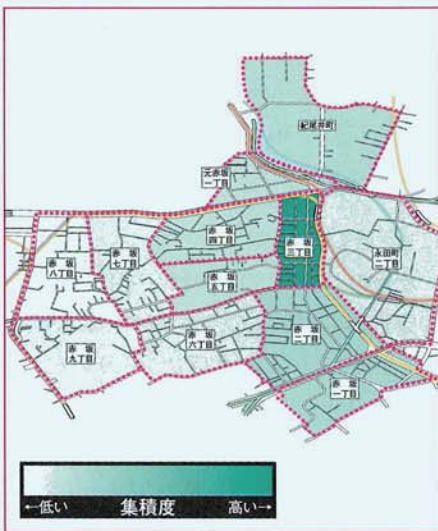 紀尾井町
元赤坂
一丁目
赤坂
四丁目
赤坂
三丁目
永田町
二丁目
赤坂
八丁目
赤坂
七丁目
赤坂
五丁目
赤坂
九丁目
赤坂
六丁目
赤坂
二丁目
赤坂
一丁目
←低い 集積度 高い→